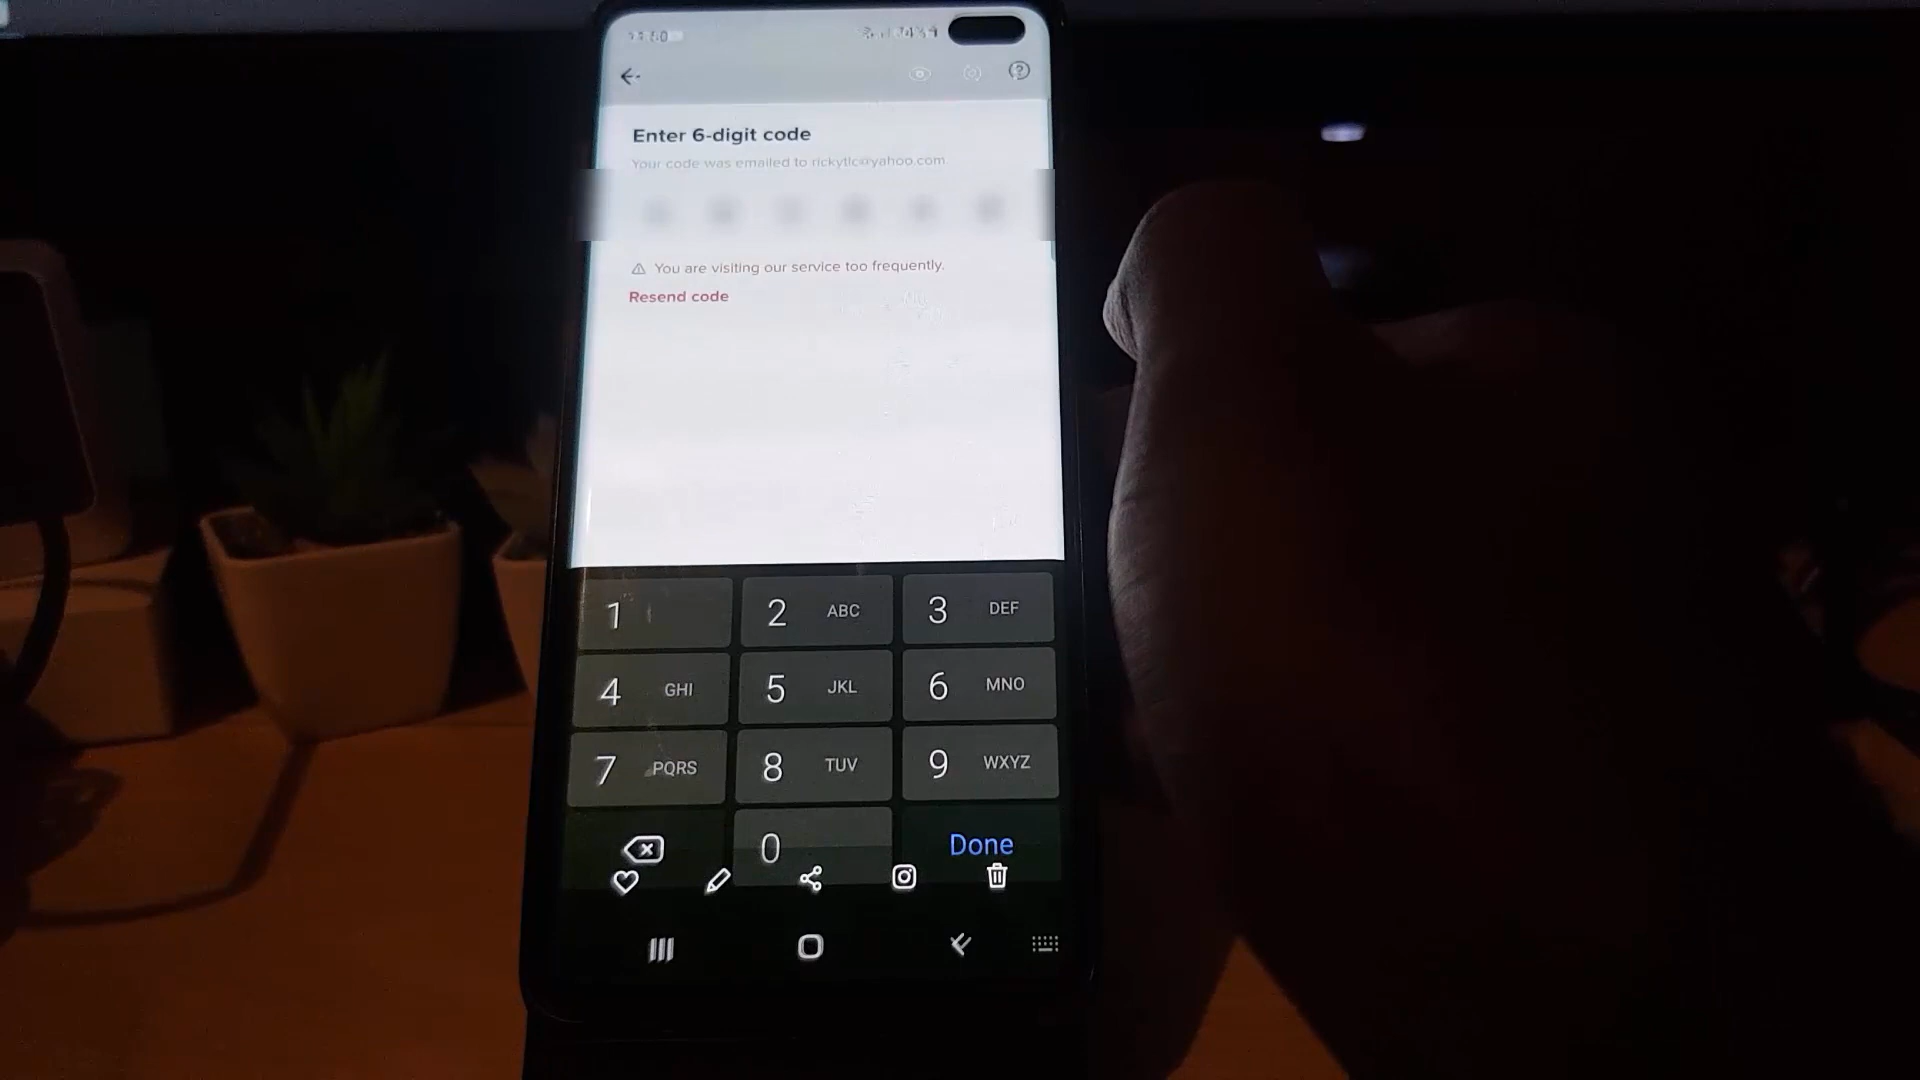 Enter 6-digit code
Your code was emailed to rickytlc@yahoo.com
You are visiting our service too frequently.
Resend code
1
2 ABC
3 DEF
4 GHI
5 JKL
6 MNO
7 PQRS
8 TUV
9 WXYZ
0
Done